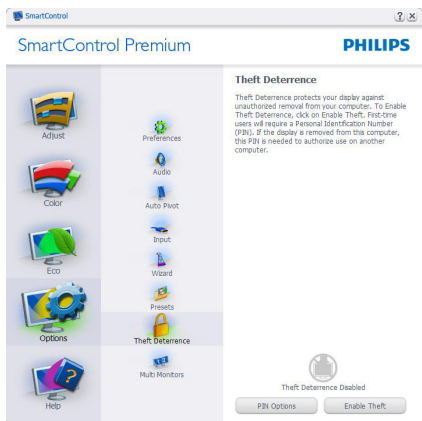 SmartControl
? x
SmartControl Premium
PHILIPS
Adjust
Color
Eco
Options
Help
Preferences
Audio
Auto Pivot
Input
Wizard
Presets
Theft Deterrence
Multi Monitors
Theft Deterrence
Theft Deterrence protects your display against
unauthorized removal from your computer. To Enable
Theft Deterrence, click on Enable Theft. First-time
users will require a Personal Identification Number
(PIN). If the display is removed from this computer,
this PIN is needed to authorize use on another
computer.
Theft Deterrence Disabled
PIN Options
Enable Theft